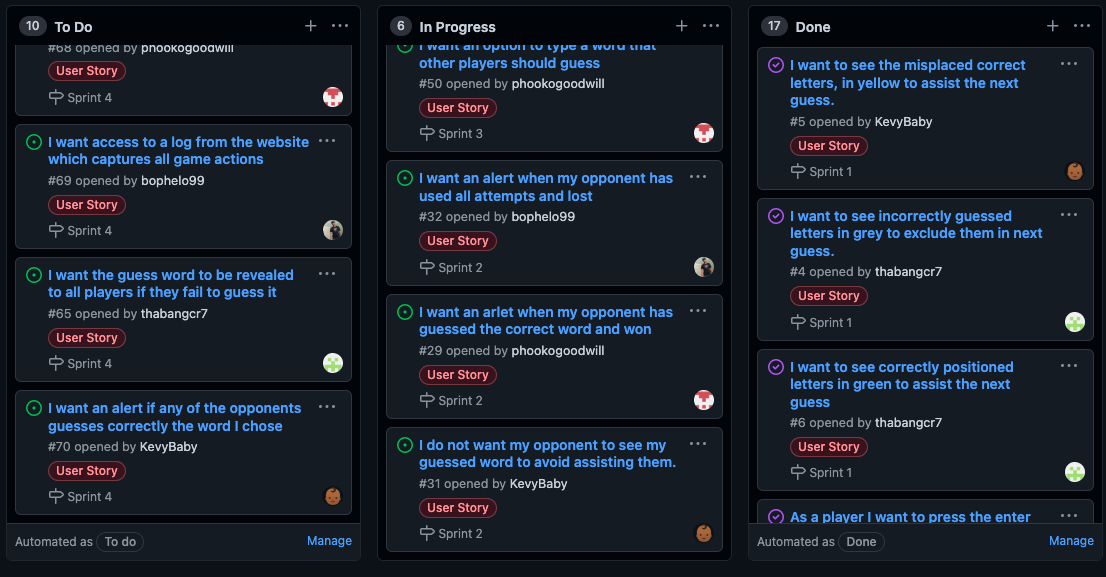 10 To Do
#68 opened by phookogoodwill
User Story
Sprint 4
I want access to a log from the website
which captures all game actions
#69 opened by bophelo99
User Story
Sprint 4
I want the guess word to be revealed
to all players if they fail to guess it
#65 opened by thabangcr7
User Story
Sprint 4
I want an alert if any of the opponents
guesses correctly the word I chose
#70 opened by KevyBaby
User Story
Sprint 4
Automated as To do Manage
6 In Progress
I want an option to type a word that
other players should guess
#50 opened by phookogoodwill
User Story
Sprint 3
I want an alert when my opponent has
used all attempts and lost
#32 opened by bophelo99
User Story
Sprint 2
I want an arlet when my opponent has
guessed the correct word and won
#29 opened by phookogoodwill
User Story
Sprint 2
I do not want my opponent to see my
guessed word to avoid assisting them.
#31 opened by KevyBaby
User Story
Sprint 2
17 Done
I want to see the misplaced correct
letters, in yellow to assist the next
guess.
#5 opened by KevyBaby
User Story
Sprint 1
I want to see incorrectly guessed
letters in grey to exclude them in next
guess.
#4 opened by thabangcr7
User Story
Sprint 1
I want to see correctly positioned
letters in green to assist the next
guess
#6 opened by thabangcr7
User Story
Sprint 1
As a player I want to press the enter
Automated as Done Manage